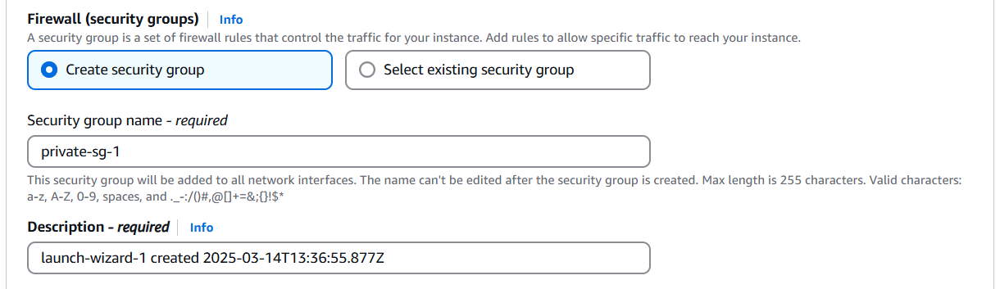 Firewall (security groups) Info
A security group is a set of firewall rules that control the traffic for your instance. Add rules to allow specific traffic to reach your instance.
Create security group
Select existing security group
Security group name - required
private-sg-1
This security group will be added to all network interfaces. The name can't be edited after the security group is created. Max length is 255 characters. Valid characters:
a-z, A-Z, 0-9, spaces, and ._-:/()#,@[]+=&;{}!$*
Description - required Info
launch-wizard-1 created 2025-03-14T13:36:55.877Z